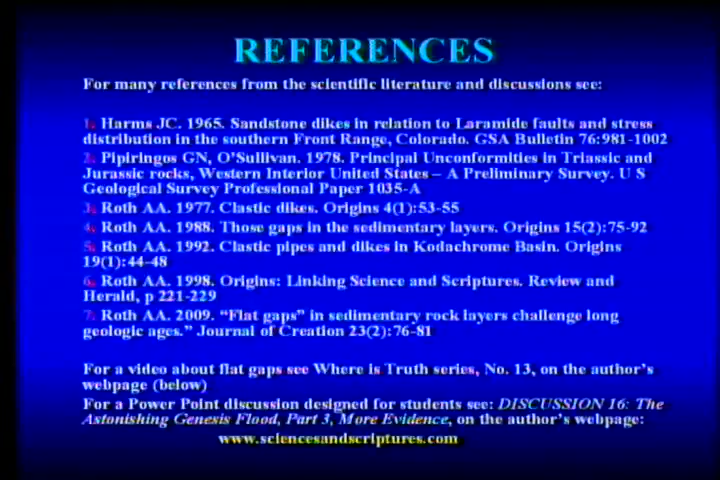 REFERENCES
For many references from the scientific literature and discussions see:
1. Harms JC. 1965. Sandstone dikes in relation to Laramide faults and stress
distribution in the southern Front Range, Colorado. GSA Bulletin 76:981-1002
2. Pipiringos GN, O'Sullivan. 1978. Principal Unconformities in Triassic and
Jurassic rocks, Western Interior United States – A Preliminary Survey. U S
Geological Survey Professional Paper 1035-A
3. Roth AA. 1977. Clastic dikes. Origins 4(1):53-55
4. Roth AA. 1988. Those gaps in the sedimentary layers. Origins 15(2):75-92
5. Roth AA. 1992. Clastic pipes and dikes in Kodachrome Basin. Origins
19(1):44-48
6. Roth AA. 1998. Origins: Linking Science and Scriptures. Review and
Herald, p 221-229
7. Roth AA. 2009. “Flat gaps” in sedimentary rock layers challenge long
geologic ages.” Journal of Creation 23(2):76-81
For a video about flat gaps see Where is Truth series, No. 13, on the author's
webpage (below)
For a Power Point discussion designed for students see: DISCUSSION 16: The
Astonishing Genesis Flood, Part 3, More Evidence, on the author's webpage:
www.sciencesandscriptures.com